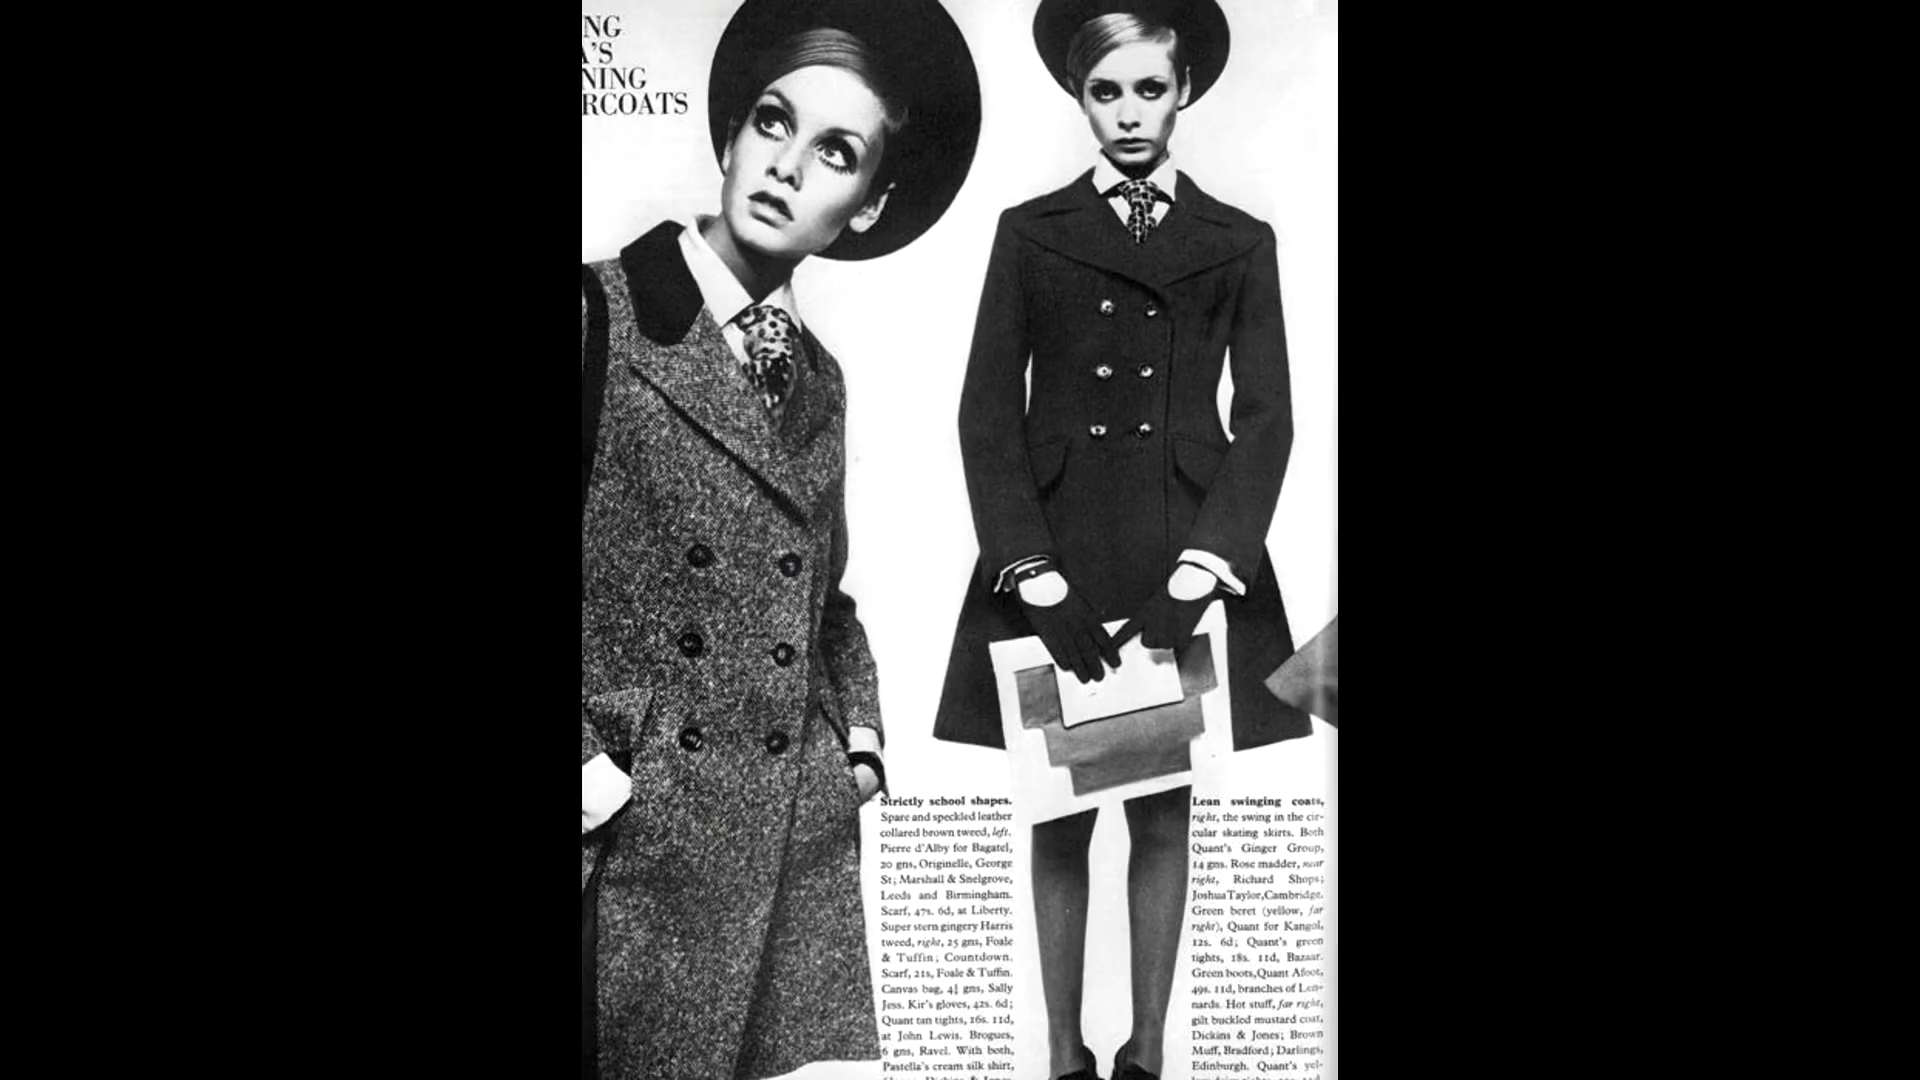 NG
A'S
NING
RCOATS
Strictly school shapes.
Spare and speckled leather
collared brown tweed, left.
Pierre d'Alby for Bagatel,
20 gns, Originelle, George
St; Marshall & Snelgrove,
Leeds and Birmingham.
Scarf, 47s. 6d, at Liberty.
Super stern gingery Harris
tweed, right, 25 gns, Foale
& Tuffin; Countdown.
Scarf, 21s, Foale & Tuffin.
Canvas bag, 4½ gns, Sally
Jess. Kir's gloves, 42s. 6d;
Quant tan tights, 16s. 11d,
at John Lewis. Brogues,
6 gns, Ravel. With both,
Pastella's cream silk shirt,
Lean swinging coats,
right, the swing in the cir-
cular skating skirts. Both
Quant's Ginger Group,
14 gns. Rose madder, near
right, Richard Shops;
Joshua Taylor, Cambridge.
Green beret (yellow, far
right), Quant for Kangol,
12s. 6d; Quant's green
tights, 18s. 11d, Bazaar.
Green boots, Quant Afoot,
49s. 11d, branches of Len-
nards. Hot stuff, far right,
gilt buckled mustard coat,
Dickins & Jones; Brown
Muff, Bradford; Darlings,
Edinburgh. Quant's yel-